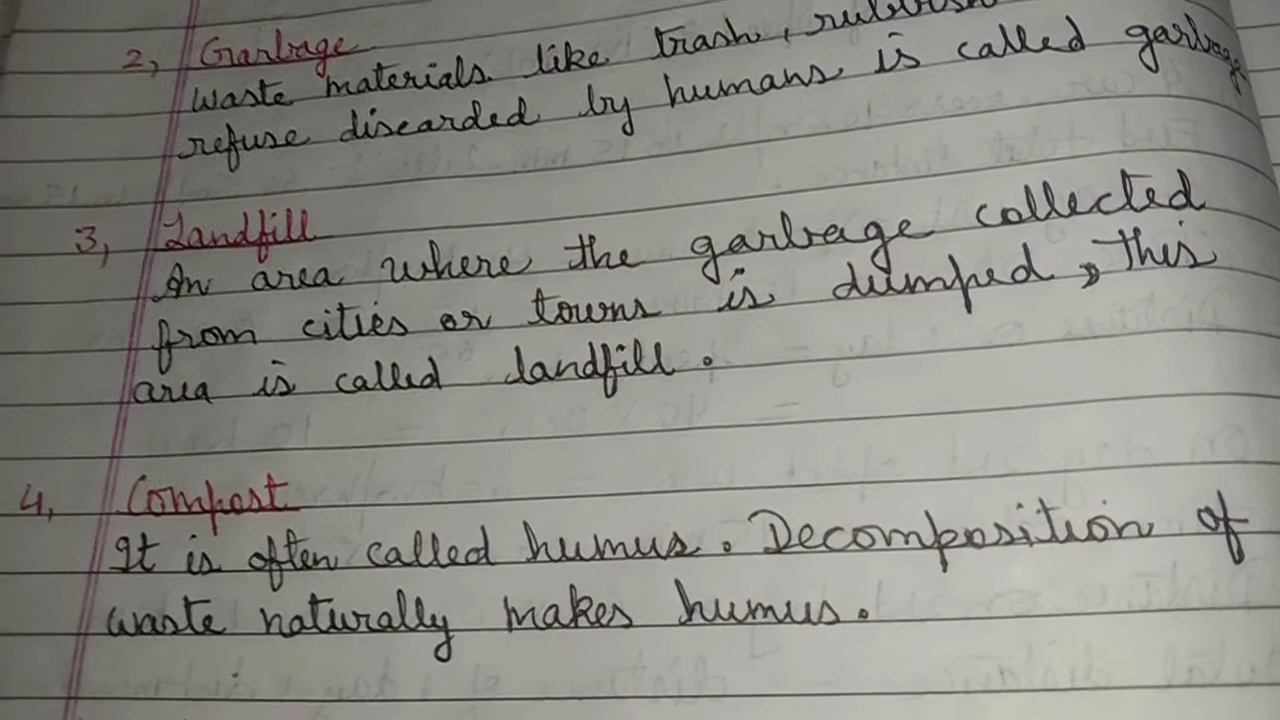 2, Garbage
Waste materials like trash, rubbish
refuse discarded by humans is called garbage
3, Landfill
An area where the garbage collected
from cities or towns is dumped, This
area is called landfill.
4, Compost
It is often called humus. Decomposition of
waste naturally makes humus.